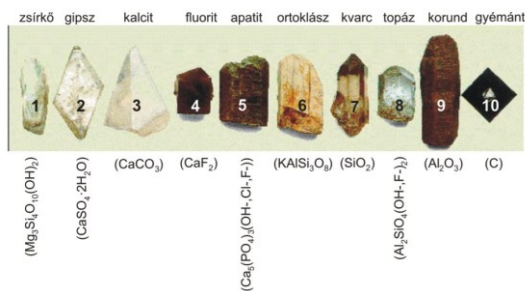 zsírkő gipsz kalcit fluorit apatit ortoklász kvarc topáz korund gyémánt
1 2 3 4 5 6 7 8 9 10
(Mg₃Si₄O₁₀(OH)₂) (CaSO₄·2H₂O) (CaCO₃) (CaF₂) (Ca₅(PO₄)₃(OH-,Cl-,F-)) (KAlSi₃O₈) (SiO₂) (Al₂SiO₄(OH-,F-)₂) (Al₂O₃) (C)